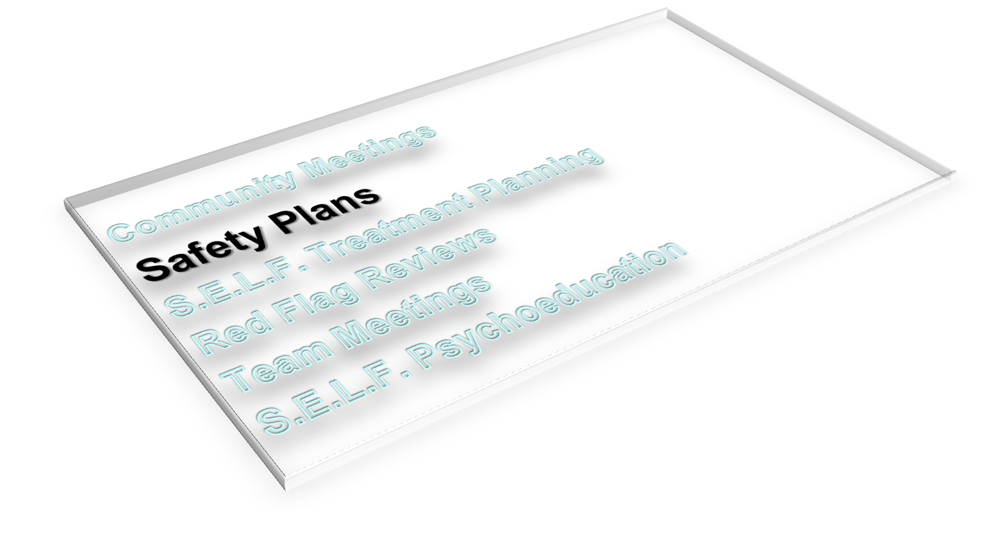 Community Meetings
Safety Plans
S.E.L.F. Treatment Planning
Red Flag Reviews
Team Meetings
S.E.L.F. Psychoeducation